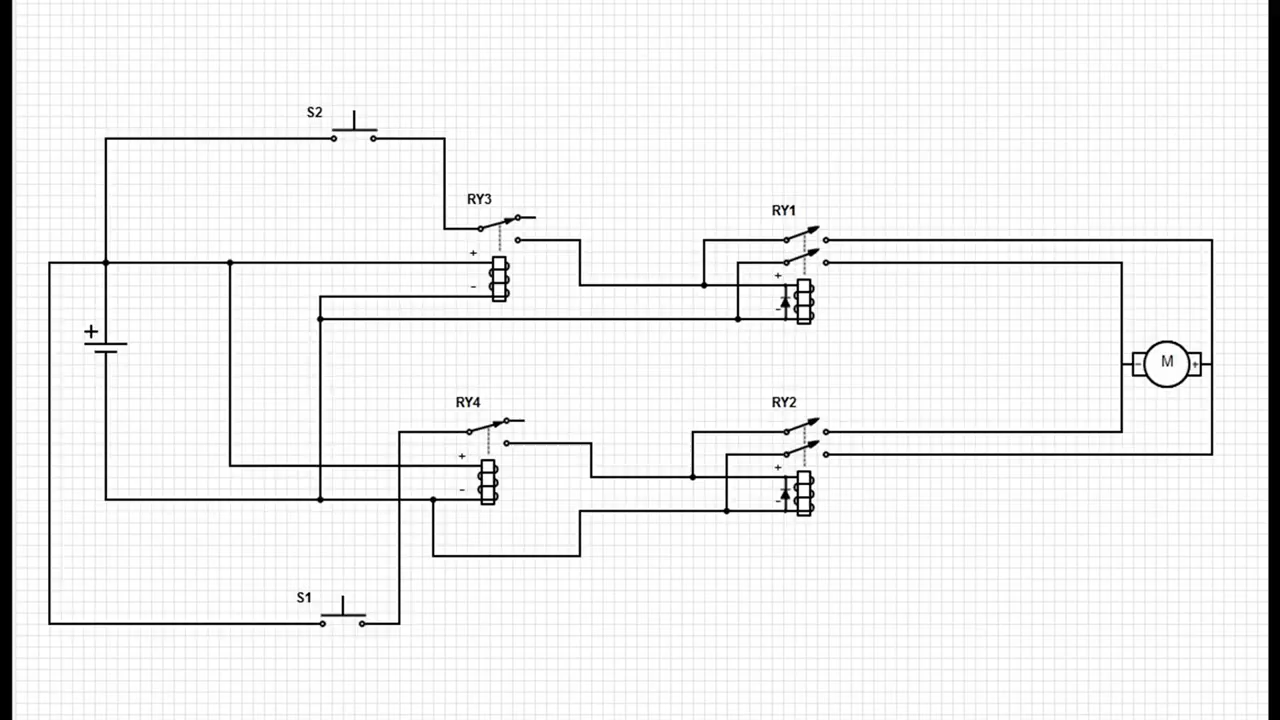 S2
RY3
RY1
+
-
+
-
+
M
-
+
RY4
RY2
+
-
+
-
S1